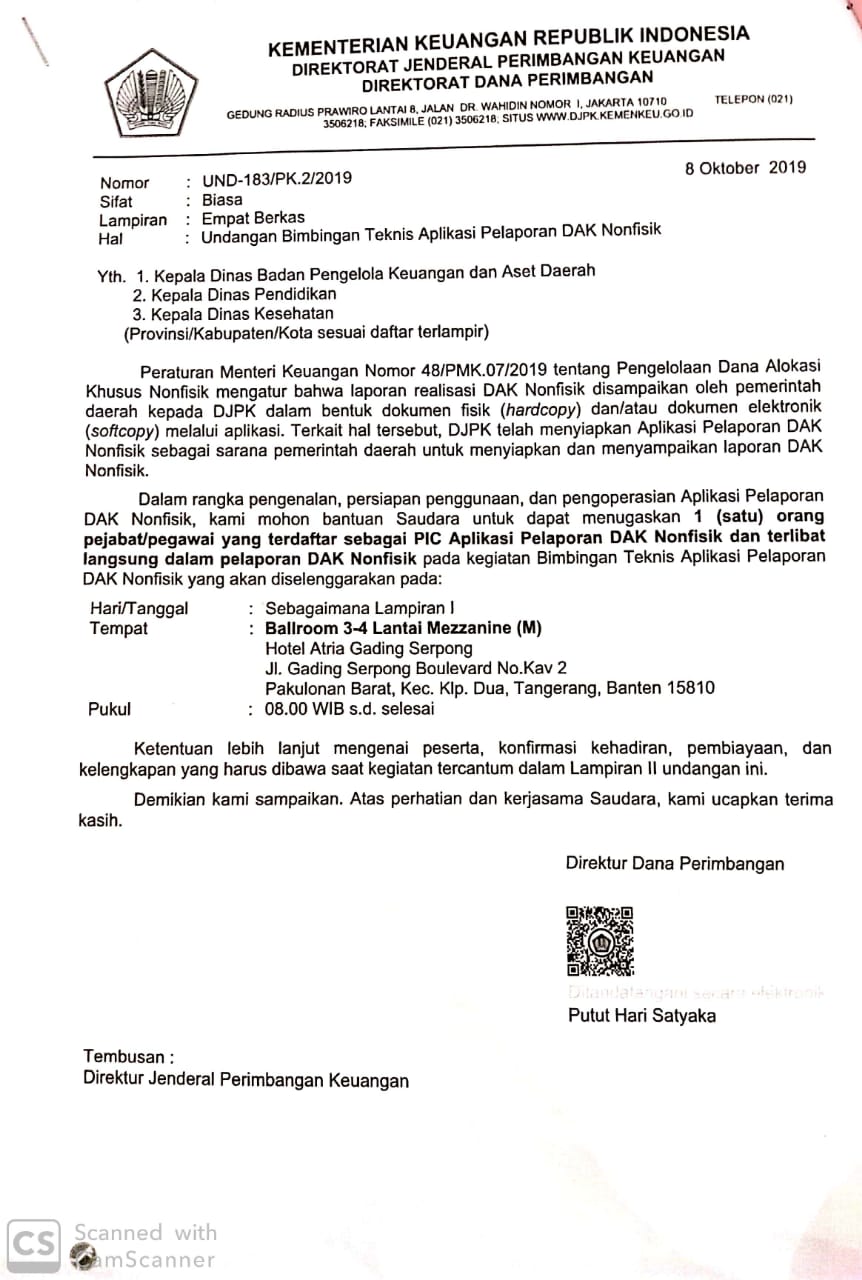 KEMENTERIAN KEUANGAN REPUBLIK INDONESIA
DIREKTORAT JENDERAL PERIMBANGAN KEUANGAN
DIREKTORAT DANA PERIMBANGAN
GEDUNG RADIUS PRAWIRO LANTAI 8, JALAN DR. WAHIDIN NOMOR I, JAKARTA 10710 TELEPON (021)
3506218; FAKSIMILE (021) 3506218; SITUS WWW.DJPK.KEMENKEU.GO.ID
8 Oktober 2019
Nomor : UND-183/PK.2/2019
Sifat : Biasa
Lampiran : Empat Berkas
Hal : Undangan Bimbingan Teknis Aplikasi Pelaporan DAK Nonfisik
Yth. 1. Kepala Dinas Badan Pengelola Keuangan dan Aset Daerah
2. Kepala Dinas Pendidikan
3. Kepala Dinas Kesehatan
(Provinsi/Kabupaten/Kota sesuai daftar terlampir)
Peraturan Menteri Keuangan Nomor 48/PMK.07/2019 tentang Pengelolaan Dana Alokasi
Khusus Nonfisik mengatur bahwa laporan realisasi DAK Nonfisik disampaikan oleh pemerintah
daerah kepada DJPK dalam bentuk dokumen fisik (hardcopy) dan/atau dokumen elektronik
(softcopy) melalui aplikasi. Terkait hal tersebut, DJPK telah menyiapkan Aplikasi Pelaporan DAK
Nonfisik sebagai sarana pemerintah daerah untuk menyiapkan dan menyampaikan laporan DAK
Nonfisik.
Dalam rangka pengenalan, persiapan penggunaan, dan pengoperasian Aplikasi Pelaporan
DAK Nonfisik, kami mohon bantuan Saudara untuk dapat menugaskan 1 (satu) orang
pejabat/pegawai yang terdaftar sebagai PIC Aplikasi Pelaporan DAK Nonfisik dan terlibat
langsung dalam pelaporan DAK Nonfisik pada kegiatan Bimbingan Teknis Aplikasi Pelaporan
DAK Nonfisik yang akan diselenggarakan pada:
Hari/Tanggal : Sebagaimana Lampiran I
Tempat : Ballroom 3-4 Lantai Mezzanine (M)
Hotel Atria Gading Serpong
Jl. Gading Serpong Boulevard No.Kav 2
Pakulonan Barat, Kec. Klp. Dua, Tangerang, Banten 15810
Pukul : 08.00 WIB s.d. selesai
Ketentuan lebih lanjut mengenai peserta, konfirmasi kehadiran, pembiayaan, dan
kelengkapan yang harus dibawa saat kegiatan tercantum dalam Lampiran II undangan ini.
Demikian kami sampaikan. Atas perhatian dan kerjasama Saudara, kami ucapkan terima
kasih.
Direktur Dana Perimbangan
Ditandatangani secara elektronik
Putut Hari Satyaka
Tembusan :
Direktur Jenderal Perimbangan Keuangan
CS Scanned with
CamScanner